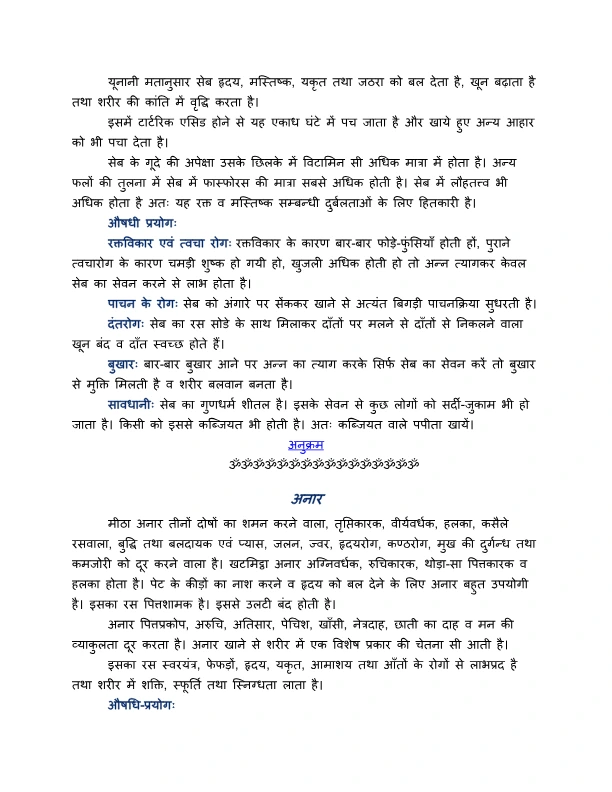 यूनानी मतानुसार सेब हृदय, मस्तिष्क, यकृत तथा जठरा को बल देता है, खून बढ़ाता है
तथा शरीर की कांति में वृद्धि करता है।
इसमें टार्टरिक एसिड होने से यह एकाध घंटे में पच जाता है और खाये हुए अन्य आहार
को भी पचा देता है।
सेब के गूदे की अपेक्षा उसके छिलके में विटामिन सी अधिक मात्रा में होता है। अन्य
फलों की तुलना में सेब में फास्फोरस की मात्रा सबसे अधिक होती है। सेब में लौहतत्त्व भी
अधिक होता है अतः यह रक्त व मस्तिष्क सम्बन्धी दुर्बलताओं के लिए हितकारी है।
औषधी प्रयोगः
रक्तविकार एवं त्वचा रोगः रक्तविकार के कारण बार-बार फोड़े-फुंसियाँ होती हों, पुराने
त्वचारोग के कारण चमड़ी शुष्क हो गयी हो, खुजली अधिक होती हो तो अन्न त्यागकर केवल
सेब का सेवन करने से लाभ होता है।
पाचन के रोगः सेब को अंगारे पर सेंककर खाने से अत्यंत बिगड़ी पाचनक्रिया सुधरती है।
दंतरोगः सेब का रस सोडे के साथ मिलाकर दाँतों पर मलने से दाँतों से निकलने वाला
खून बंद व दाँत स्वच्छ होते हैं।
बुखारः बार-बार बुखार आने पर अन्न का त्याग करके सिर्फ सेब का सेवन करें तो बुखार
से मुक्ति मिलती है व शरीर बलवान बनता है।
सावधानीः सेब का गुणधर्म शीतल है। इसके सेवन से कुछ लोगों को सर्दी-जुकाम भी हो
जाता है। किसी को इससे कब्जियत भी होती है। अतः कब्जियत वाले पपीता खायें।
अनुक्रम
ॐॐॐॐॐॐॐॐॐॐॐॐॐॐॐॐ
अनार
मीठा अनार तीनों दोषों का शमन करने वाला, तृप्तिकारक, वीर्यवर्धक, हलका, कसैले
रसवाला, बुद्धि तथा बलदायक एवं प्यास, जलन, ज्वर, हृदयरोग, कण्ठरोग, मुख की दुर्गन्ध तथा
कमजोरी को दूर करने वाला है। खटमिट्ठा अनार अग्निवर्धक, रुचिकारक, थोड़ा-सा पित्तकारक व
हलका होता है। पेट के कीड़ों का नाश करने व हृदय को बल देने के लिए अनार बहुत उपयोगी
है। इसका रस पित्तशामक है। इससे उलटी बंद होती है।
अनार पित्तप्रकोप, अरुचि, अतिसार, पेचिश, खाँसी, नेत्रदाह, छाती का दाह व मन की
व्याकुलता दूर करता है। अनार खाने से शरीर में एक विशेष प्रकार की चेतना सी आती है।
इसका रस स्वरयंत्र, फेफड़ों, हृदय, यकृत, आमाशय तथा आँतों के रोगों से लाभप्रद है
तथा शरीर में शक्ति, स्फूर्ति तथा स्निग्धता लाता है।
औषधि-प्रयोगः